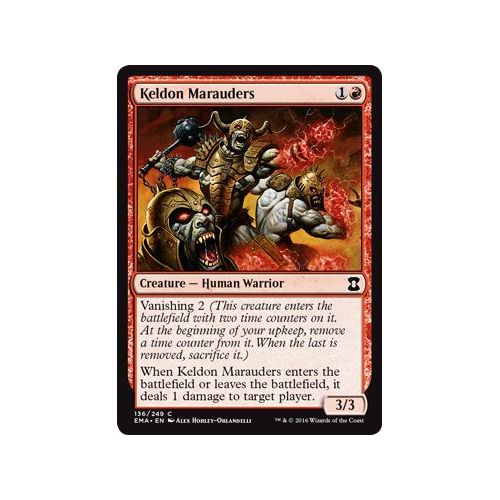 Keldon Marauders 1
Creature — Human Warrior
Vanishing 2 (This creature enters the
battlefield with two time counters on it.
At the beginning of your upkeep, remove
a time counter from it. When the last is
removed, sacrifice it.)
When Keldon Marauders enters the
battlefield or leaves the battlefield, it
deals 1 damage to target player.
3/3
136/249 C
EMA • EN Alex Horley-Orlandelli
™ & © 2016 Wizards of the Coast